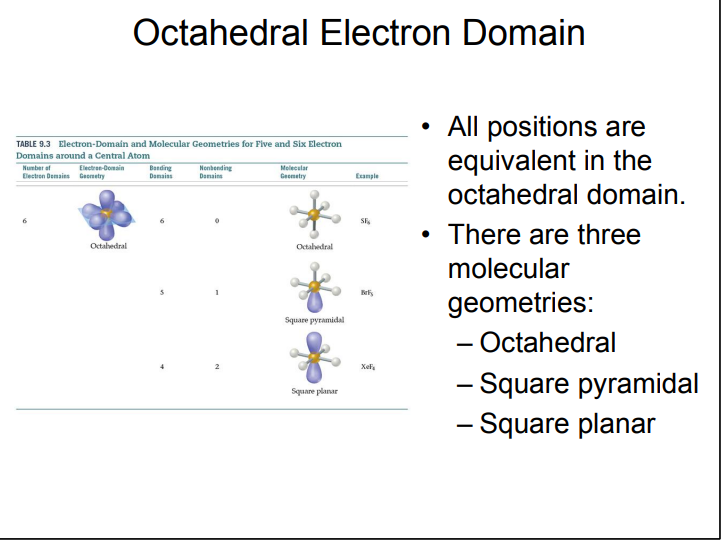 Octahedral Electron Domain
TABLE 9.3 Electron-Domain and Molecular Geometries for Five and Six Electron
Domains around a Central Atom
Number of Electron-Domain Bonding Nonbonding Molecular
Electron Domains Geometry Domains Domains Geometry Example
6 6 0 SF₆
Octahedral Octahedral
5 1 BrF₅
Square pyramidal
4 2 XeF₄
Square planar
• All positions are
equivalent in the
octahedral domain.
• There are three
molecular
geometries:
– Octahedral
– Square pyramidal
– Square planar